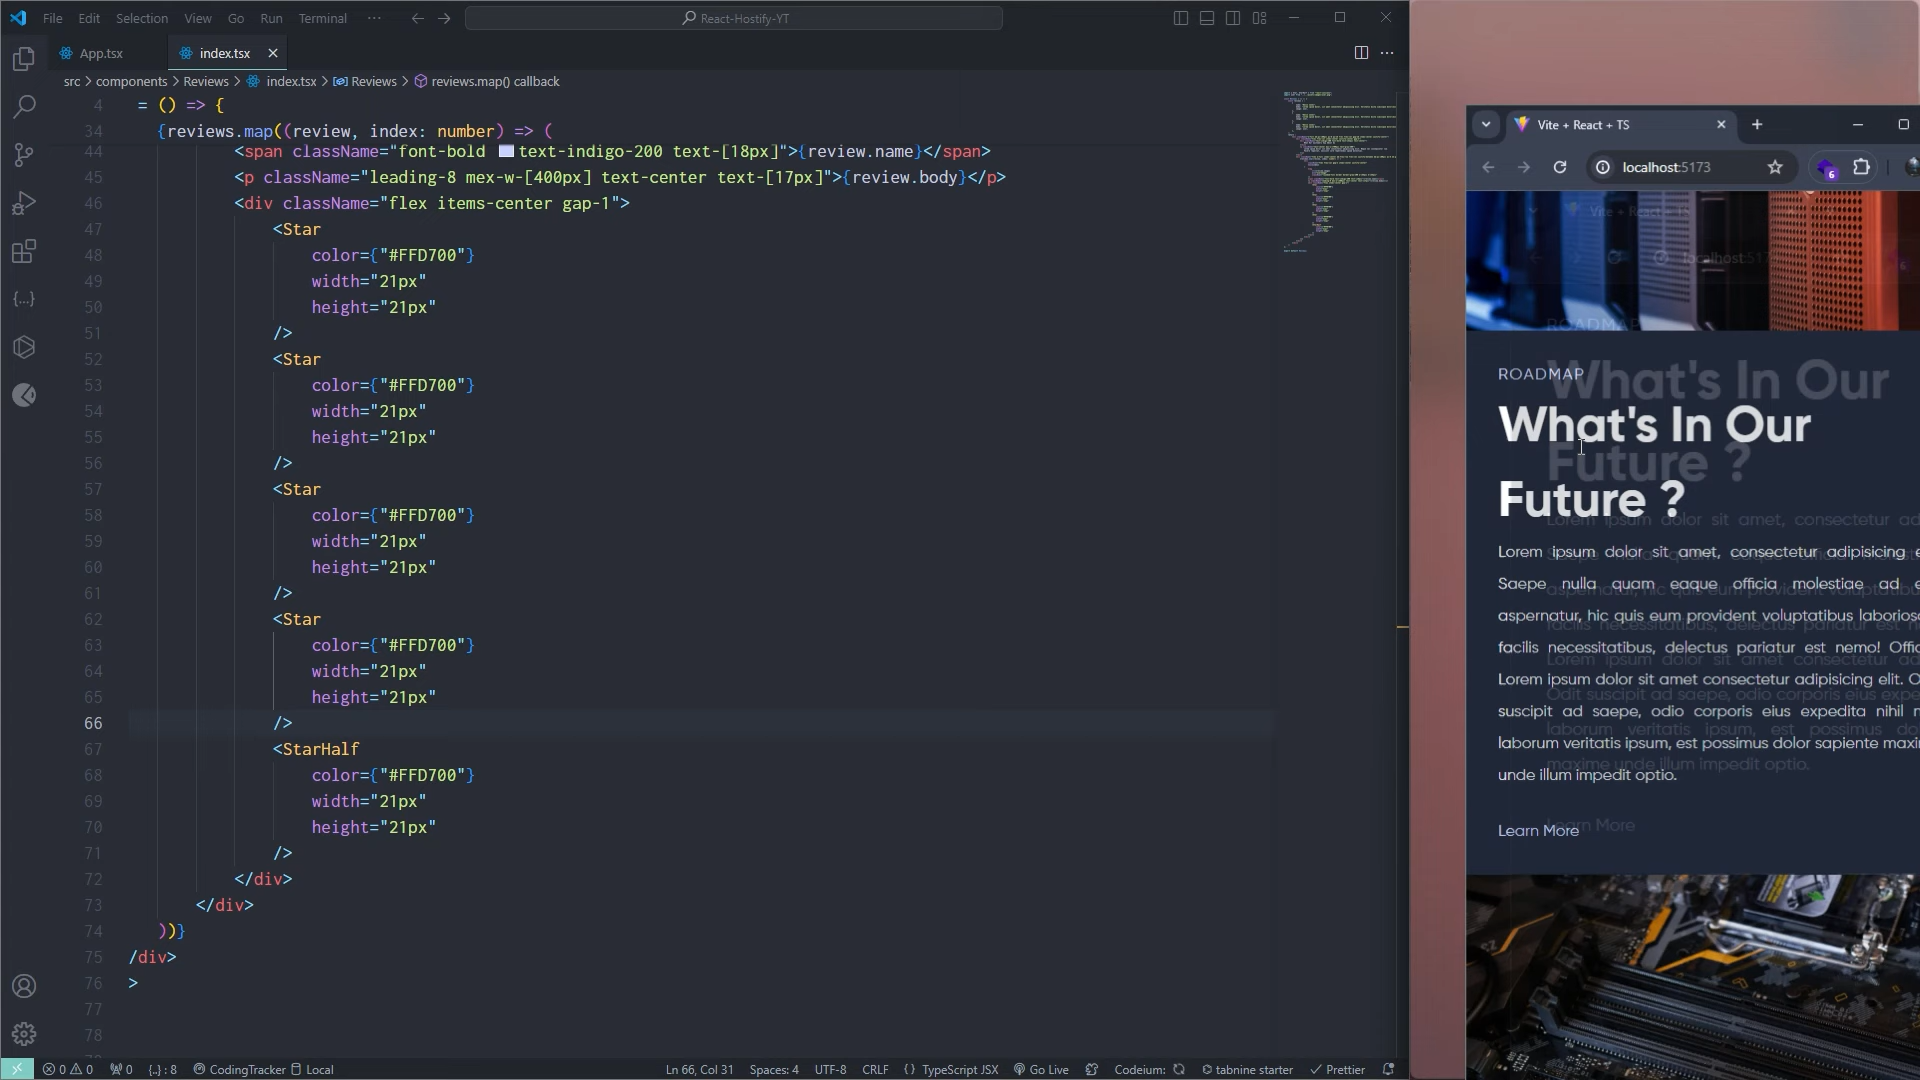 File Edit Selection View Go Run Terminal ··· React-Hostify-YT
App.tsx index.tsx
src > components > Reviews > index.tsx > Reviews > reviews.map() callback
4 = () => {
34 {reviews.map((review, index: number) => (
44 <span className="font-bold text-indigo-200 text-[18px]">{review.name}</span>
45 <p className="leading-8 mex-w-[400px] text-center text-[17px]">{review.body}</p>
46 <div className="flex items-center gap-1">
47 <Star
48 color={"#FFD700"}
49 width="21px"
50 height="21px"
51 />
52 <Star
53 color={"#FFD700"}
54 width="21px"
55 height="21px"
56 />
57 <Star
58 color={"#FFD700"}
59 width="21px"
60 height="21px"
61 />
62 <Star
63 color={"#FFD700"}
64 width="21px"
65 height="21px"
66 />
67 <StarHalf
68 color={"#FFD700"}
69 width="21px"
70 height="21px"
71 />
72 </div>
73 </div>
74 ))}
75 /div>
76 >
77
78
0 0 0 {..}: 8 CodingTracker Local Ln 66, Col 31 Spaces: 4 UTF-8 CRLF {} TypeScript JSX Go Live Codeium: tabnine starter Prettier
Vite + React + TS
localhost:5173
6
ROADMAP
What's In Our
Future ?
Lorem ipsum dolor sit amet, consectetur adipisicing
Saepe nulla quam eaque officia molestiae ad
aspernatur, hic quis eum provident voluptatibus
facilis necessitatibus, delectus pariatur est nemo!
Lorem ipsum dolor sit amet consectetur adipisicing elit.
suscipit ad saepe, odio corporis eius expedita nihil
laborum veritatis ipsum, est possimus dolor sapiente
unde illum impedit optio.
Learn More